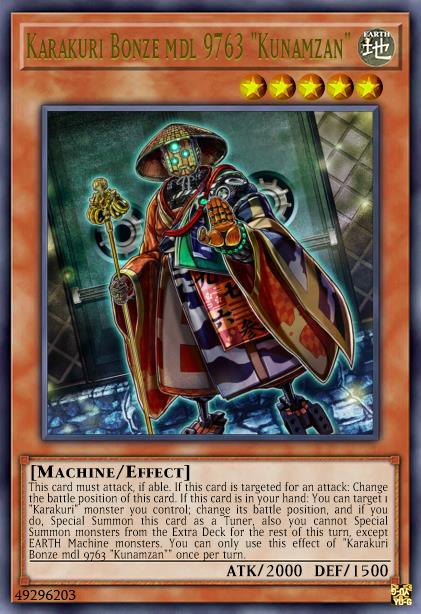 Karakuri Bonze mdl 9763 "Kunamzan"
EARTH
地
九七六参
[Machine/Effect]
This card must attack, if able. If this card is targeted for an attack: Change
the battle position of this card. If this card is in your hand: You can target 1
"Karakuri" monster you control; change its battle position, and if you
do, Special Summon this card as a Tuner, also you cannot Special
Summon monsters from the Extra Deck for the rest of this turn, except
EARTH Machine monsters. You can only use this effect of "Karakuri
Bonze mdl 9763 "Kunamzan"" once per turn.
ATK/2000 DEF/1500
49296203